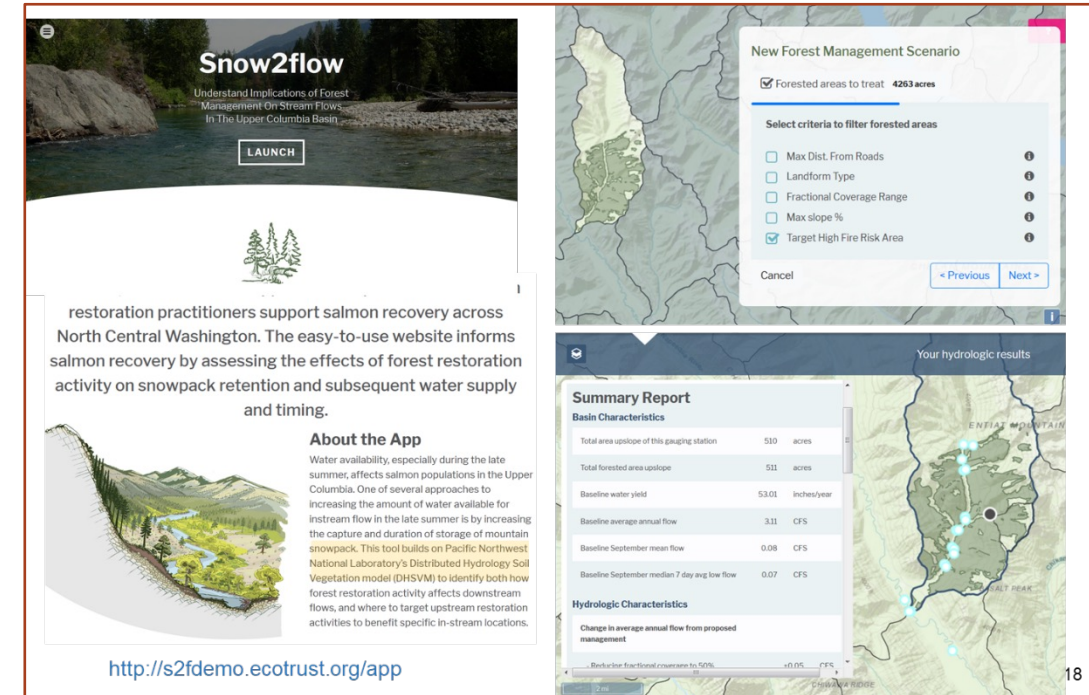 Snow2flow
Understand Implications of Forest
Management On Stream Flows
In The Upper Columbia Basin
LAUNCH
restoration practitioners support salmon recovery across
North Central Washington. The easy-to-use website informs
salmon recovery by assessing the effects of forest restoration
activity on snowpack retention and subsequent water supply
and timing.
About the App
Water availability, especially during the late
summer, affects salmon populations in the Upper
Columbia. One of several approaches to
increasing the amount of water available for
instream flow in the late summer is by increasing
the capture and duration of storage of mountain
snowpack. This tool builds on Pacific Northwest
National Laboratory's Distributed Hydrology Soil
Vegetation model (DHSVM) to identify both how
forest restoration activity affects downstream
flows, and where to target upstream restoration
activities to benefit specific in-stream locations.
http://s2fdemo.ecotrust.org/app
New Forest Management Scenario
Forested areas to treat 4263 acres
Select criteria to filter forested areas
Max Dist. From Roads
Landform Type
Fractional Coverage Range
Max slope %
Target High Fire Risk Area
Cancel
< Previous Next >
Your hydrologic results
Summary Report
Basin Characteristics
Total area upslope of this gauging station 510 acres
Total forested area upslope 511 acres
Baseline water yield 53.01 inches/year
Baseline average annual flow 3.11 CFS
Baseline September mean flow 0.08 CFS
Baseline September median 7 day avg low flow 0.07 CFS
Hydrologic Characteristics
Change in average annual flow from proposed
management
- Reducing fractional coverage to 50% +0.05 CFS
ENTIAT MOUNTAIN
CHIWAWA RIDGE
2 mi
18